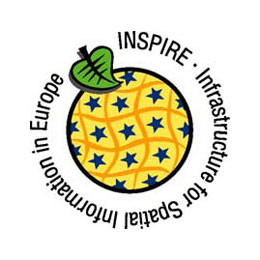 INSPIRE · Infrastructure for Spatial Information in Europe